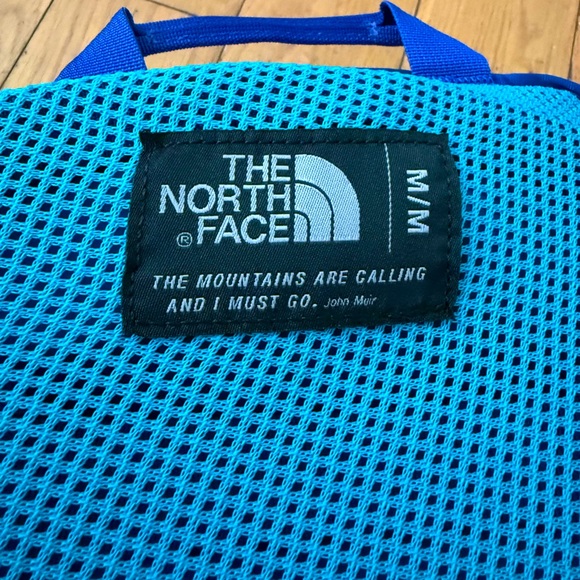 THE
NORTH
® FACE
M/M
THE MOUNTAINS ARE CALLING
AND I MUST GO. John Muir